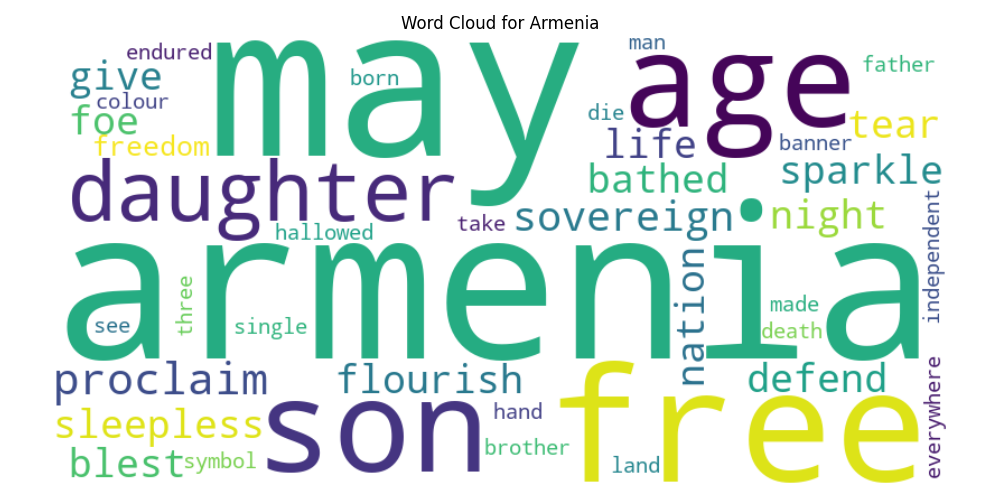 Word Cloud for Armenia
endured
may
man
age
father
give
born
colour
foe
die
tear
freedom
life
banner
daughter
bathed
sparkle
take
sovereign
night
hallowed
armenia
independent
nation
three
see
single
made
death
proclaim
flourish
defend
free
everywhere
sleepless
son
hand
brother
blest
symbol
land